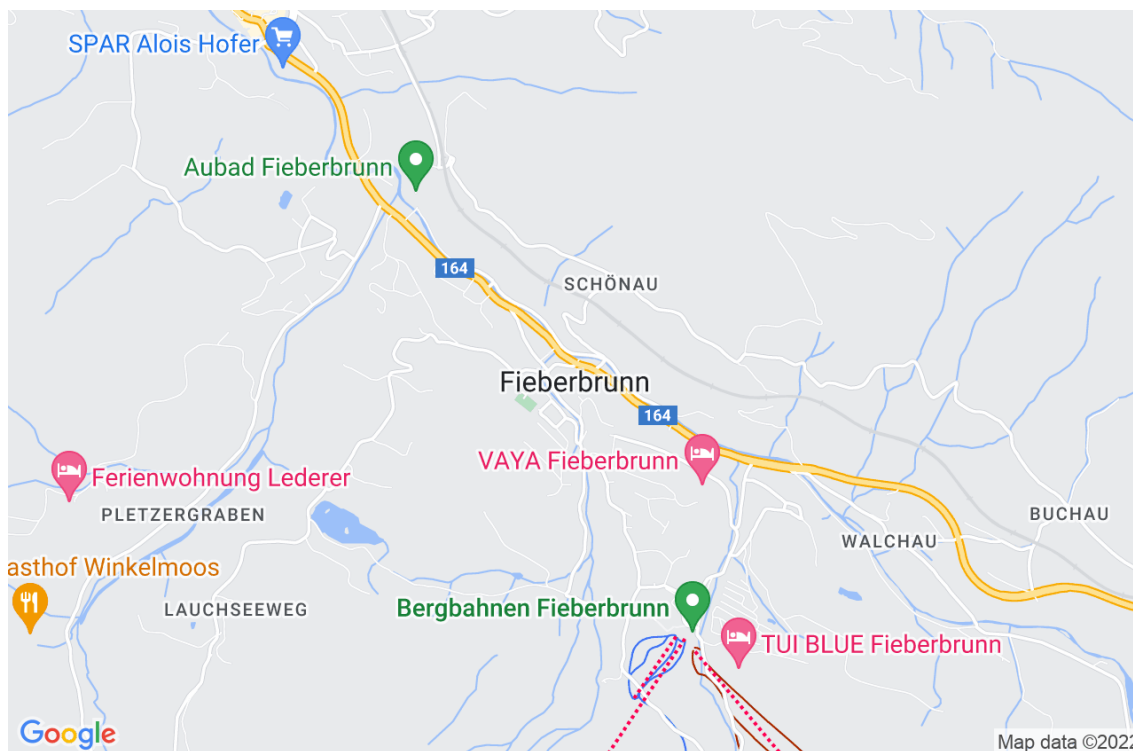 SPAR Alois Hofer
Aubad Fieberbrunn
164
SCHÖNAU
Fieberbrunn
164
VAYA Fieberbrunn
Ferienwohnung Lederer
PLETZERGRABEN
BUCHAU
WALCHAU
asthof Winkelmoos
LAUCHSEEWEG
Bergbahnen Fieberbrunn
TUI BLUE Fieberbrunn
Google
Map data ©2022